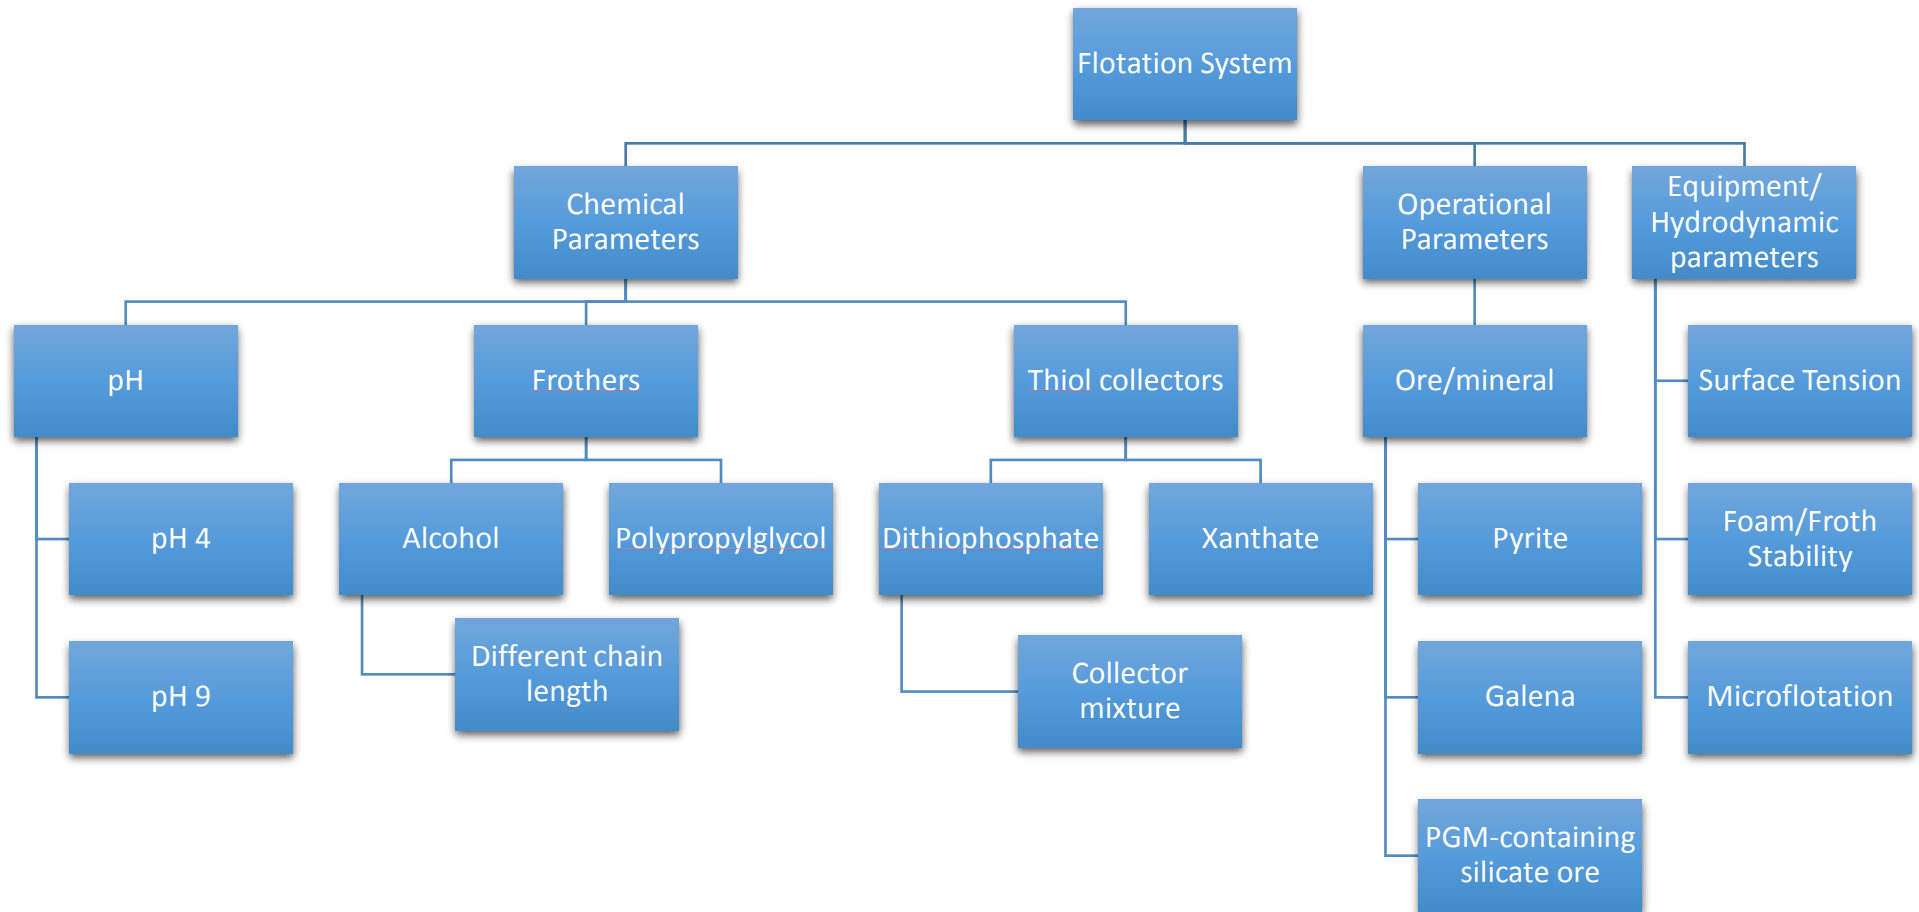 Flotation System
Chemical
Parameters
Operational
Parameters
Equipment/
Hydrodynamic
parameters
pH
Frothers
Thiol collectors
Ore/mineral
Surface Tension
pH 4
Alcohol
Polypropylglycol
Dithiophosphate
Xanthate
Pyrite
Foam/Froth
Stability
pH 9
Different chain
length
Collector
mixture
Galena
Microflotation
PGM-containing
silicate ore